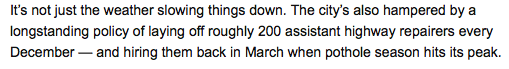 It's not just the weather slowing things down. The city's also hampered by a
longstanding policy of laying off roughly 200 assistant highway repairers every
December — and hiring them back in March when pothole season hits its peak.